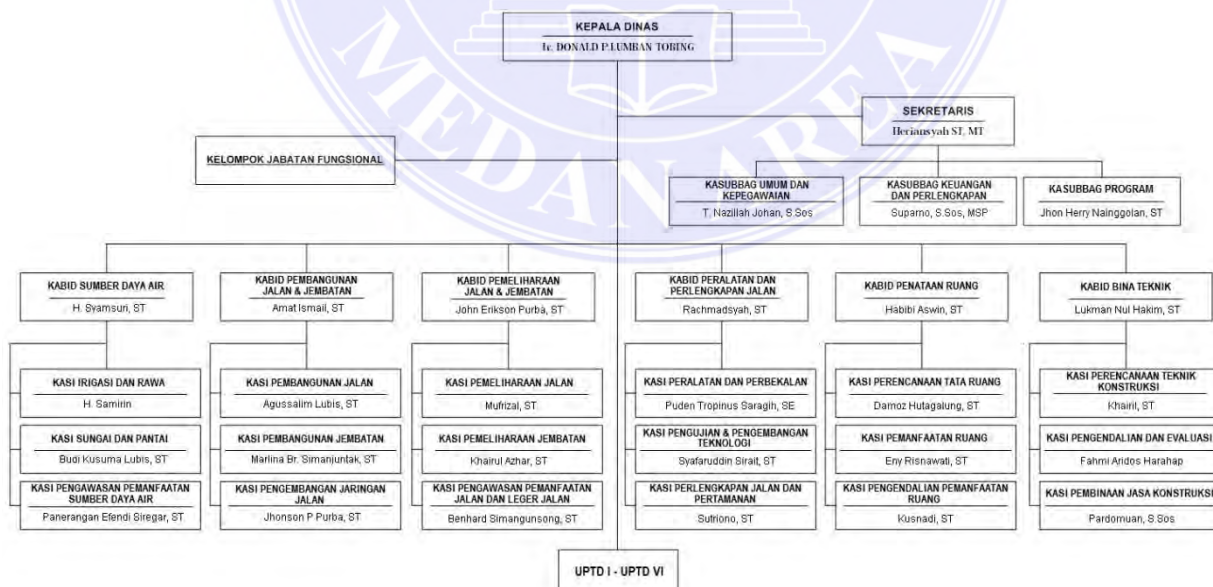 KEPALA DINAS
Ir. DONALD P.LUMBAN TOBING
MEDAN AREA
SEKRETARIS
Heriansyah ST, MT
KELOMPOK JABATAN FUNGSIONAL
KASUBBAG UMUM DAN
KEPEGAWAIAN
T. Nazillah Johan, S.Sos
KASUBBAG KEUANGAN
DAN PERLENGKAPAN
Suparno, S.Sos, MSP
KASUBBAG PROGRAM
Jhon Herry Nainggolan, ST
KABID SUMBER DAYA AIR
H. Syamsuri, ST
KABID PEMBANGUNAN
JALAN & JEMBATAN
Amat Ismail, ST
KABID PEMELIHARAAN
JALAN & JEMBATAN
John Erikson Purba, ST
KABID PERALATAN DAN
PERLENGKAPAN JALAN
Rachmadsyah, ST
KABID PENATAAN RUANG
Habibi Aswin, ST
KABID BINA TEKNIK
Lukman Nul Hakim, ST
KASI IRIGASI DAN RAWA
H. Samirin
KASI PEMBANGUNAN JALAN
Agussalim Lubis, ST
KASI PEMELIHARAAN JALAN
Mufrizal, ST
KASI PERALATAN DAN PERBEKALAN
Puden Tropinus Saragih, SE
KASI PERENCANAAN TATA RUANG
Damoz Hutagalung, ST
KASI PERENCANAAN TEKNIK
KONSTRUKSI
Khairil, ST
KASI SUNGAI DAN PANTAI
Budi Kusuma Lubis, ST
KASI PEMBANGUNAN JEMBATAN
Marlina Br. Simanjuntak, ST
KASI PEMELIHARAAN JEMBATAN
Khairul Azhar, ST
KASI PENGUJIAN & PENGEMBANGAN
TEKNOLOGI
Syafaruddin Sirait, ST
KASI PEMANFAATAN RUANG
Eny Risnawati, ST
KASI PENGENDALIAN DAN EVALUASI
Fahmi Aridos Harahap
KASI PENGAWASAN PEMANFAATAN
SUMBER DAYA AIR
Panerangan Efendi Siregar, ST
KASI PENGEMBANGAN JARINGAN
JALAN
Jhonson P Purba, ST
KASI PENGAWASAN PEMANFAATAN
JALAN DAN LEGER JALAN
Benhard Simangunsong, ST
KASI PERLENGKAPAN JALAN DAN
PERTAMANAN
Sutriono, ST
KASI PENGENDALIAN PEMANFAATAN
RUANG
Kusnadi, ST
KASI PEMBINAAN JASA KONSTRUKSI
Pardomuan, S.Sos
UPTD I - UPTD VI